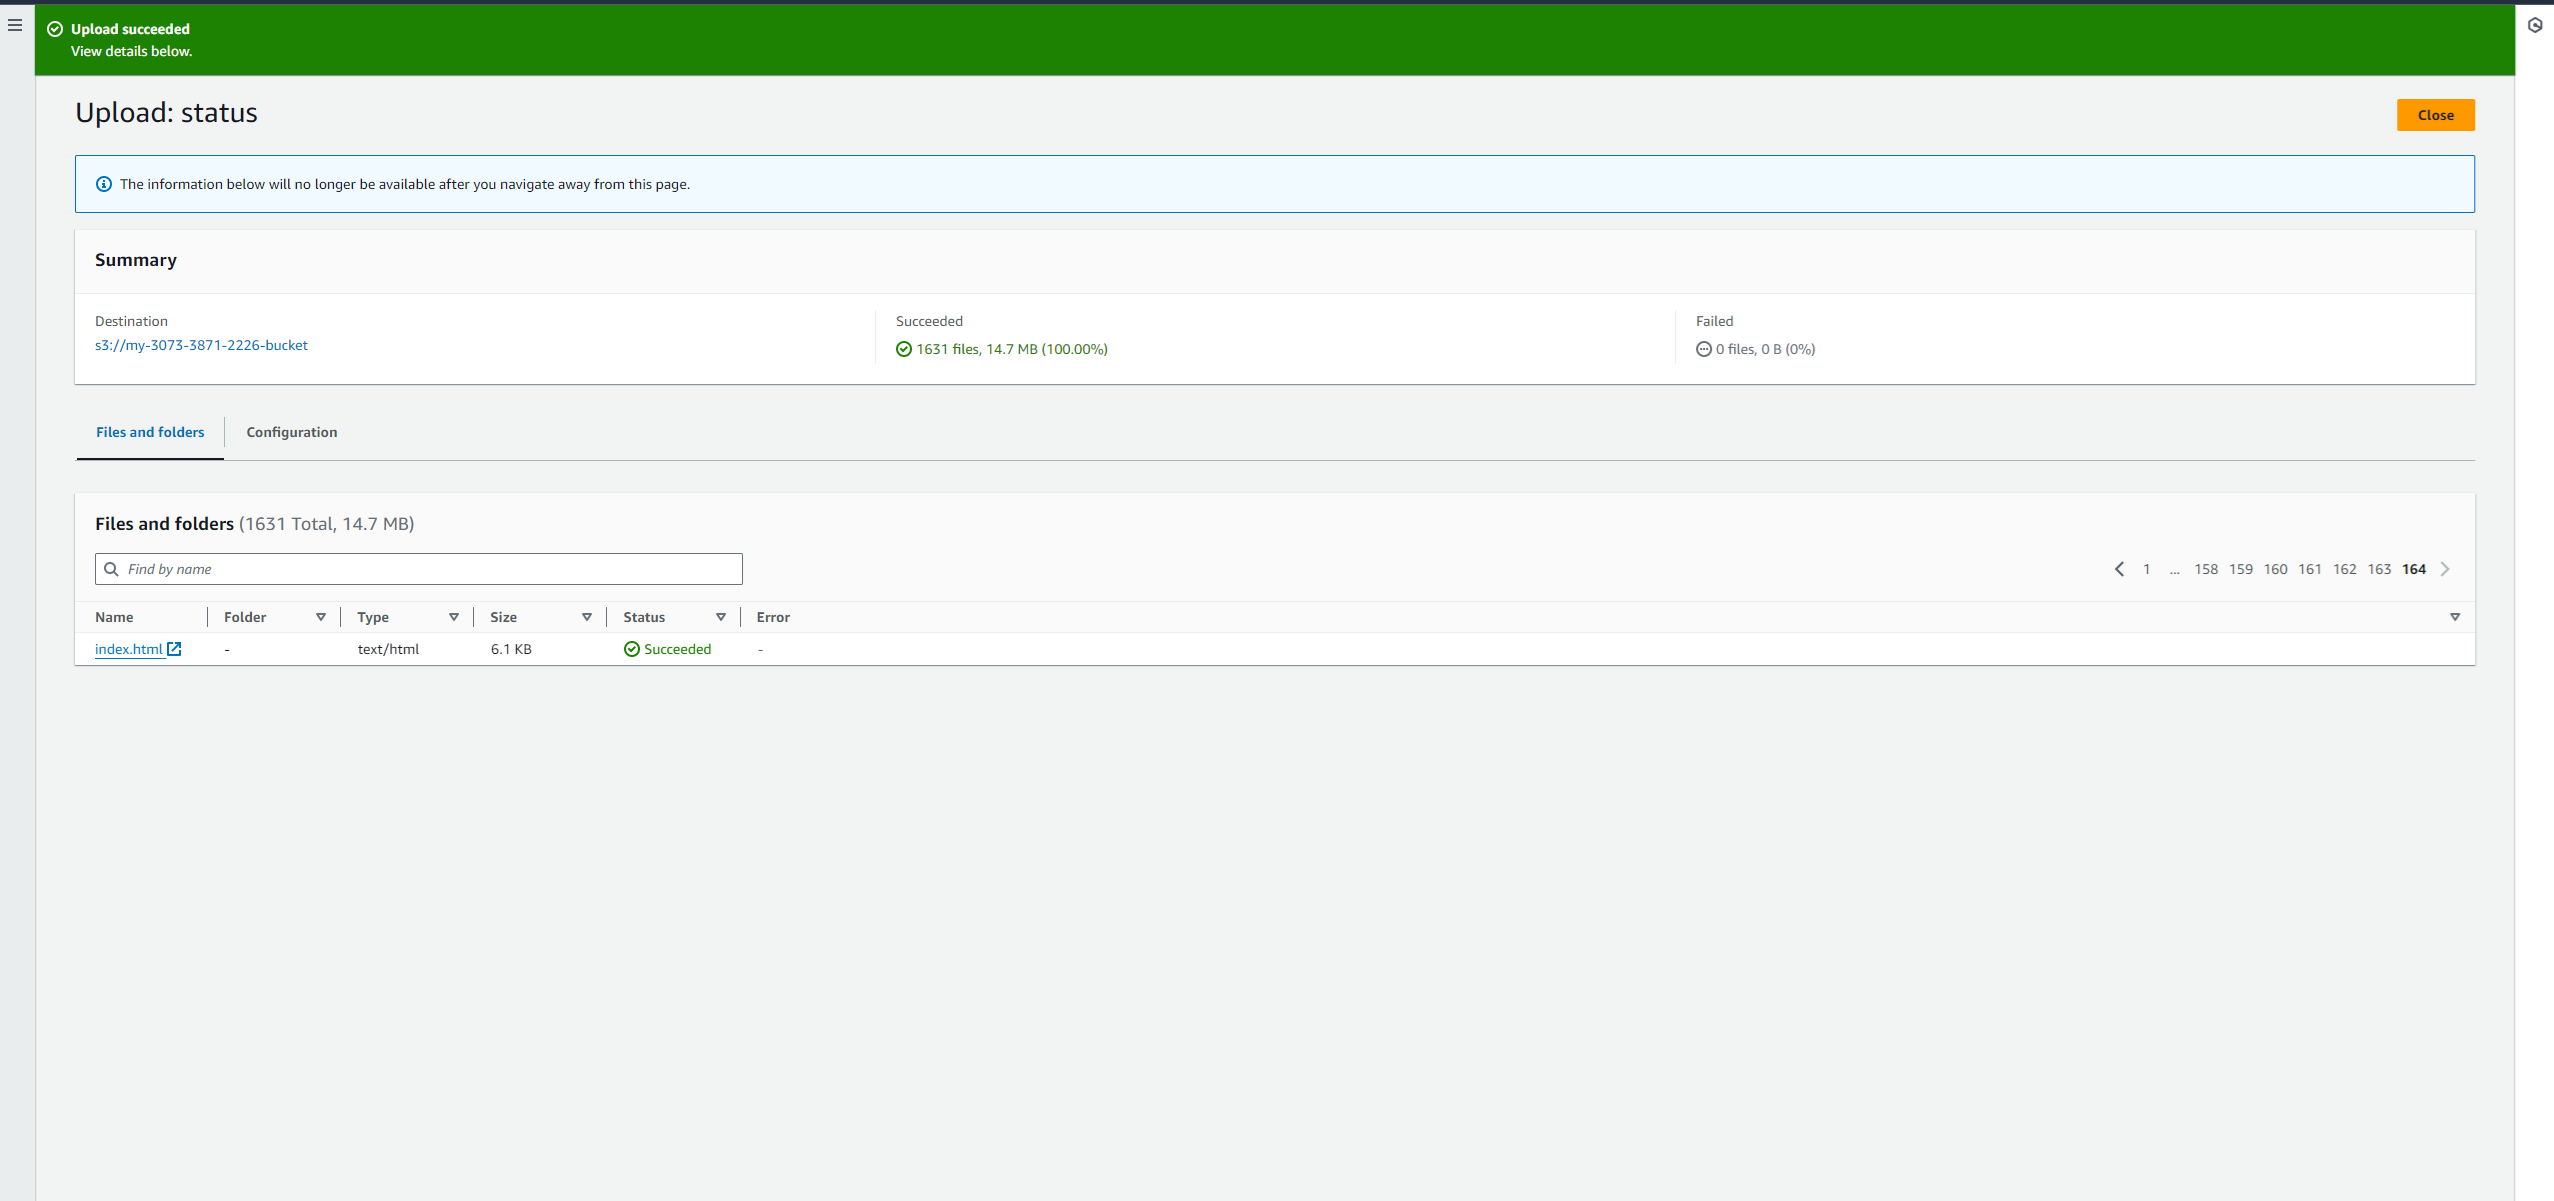 Upload succeeded
View details below.
Upload: status
Close
The information below will no longer be available after you navigate away from this page.
Summary
Destination
s3://my-3073-3871-2226-bucket
Succeeded
1631 files, 14.7 MB (100.00%)
Failed
0 files, 0 B (0%)
Files and folders
Configuration
Files and folders (1631 Total, 14.7 MB)
Find by name
1 ... 158 159 160 161 162 163 164
Name Folder Type Size Status Error
index.html - text/html 6.1 KB Succeeded -